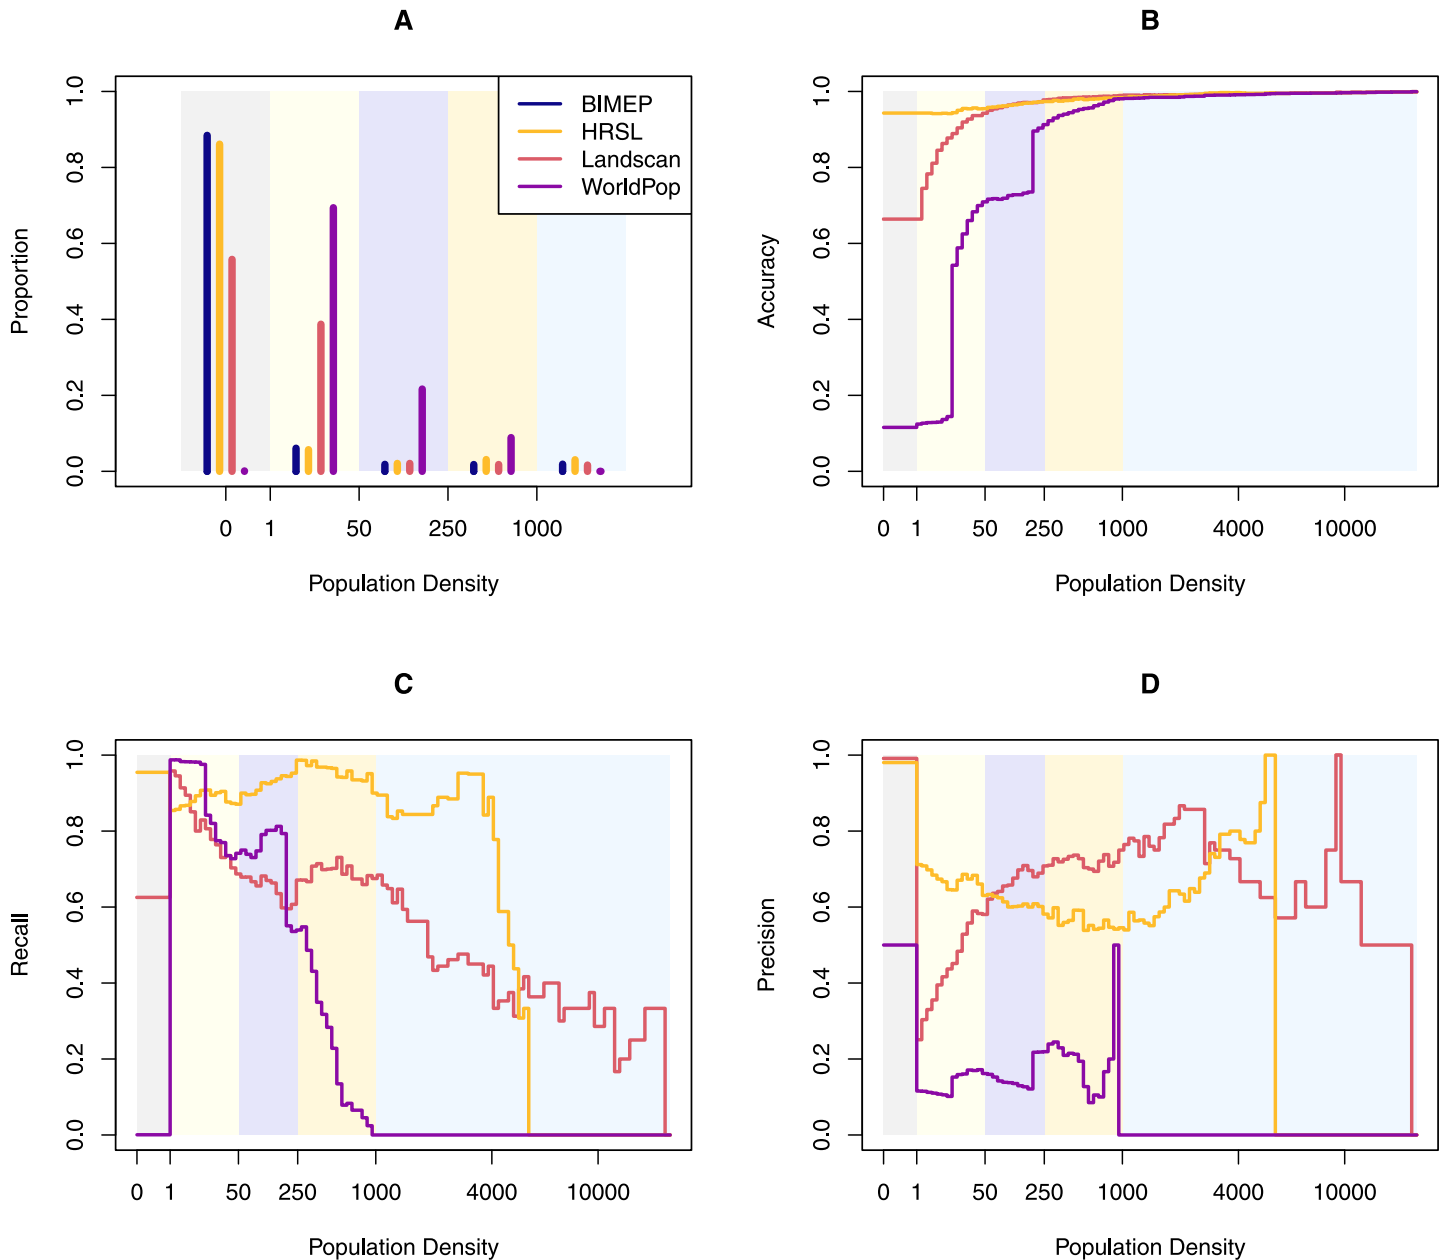 A
BIMEP
HRSL
Landscan
WorldPop
Proportion
0.0 0.2 0.4 0.6 0.8 1.0
0 1 50 250 1000
Population Density
B
Accuracy
0.0 0.2 0.4 0.6 0.8 1.0
0 1 50 250 1000 4000 10000
Population Density
C
Recall
0.0 0.2 0.4 0.6 0.8 1.0
0 1 50 250 1000 4000 10000
Population Density
D
Precision
0.0 0.2 0.4 0.6 0.8 1.0
0 1 50 250 1000 4000 10000
Population Density